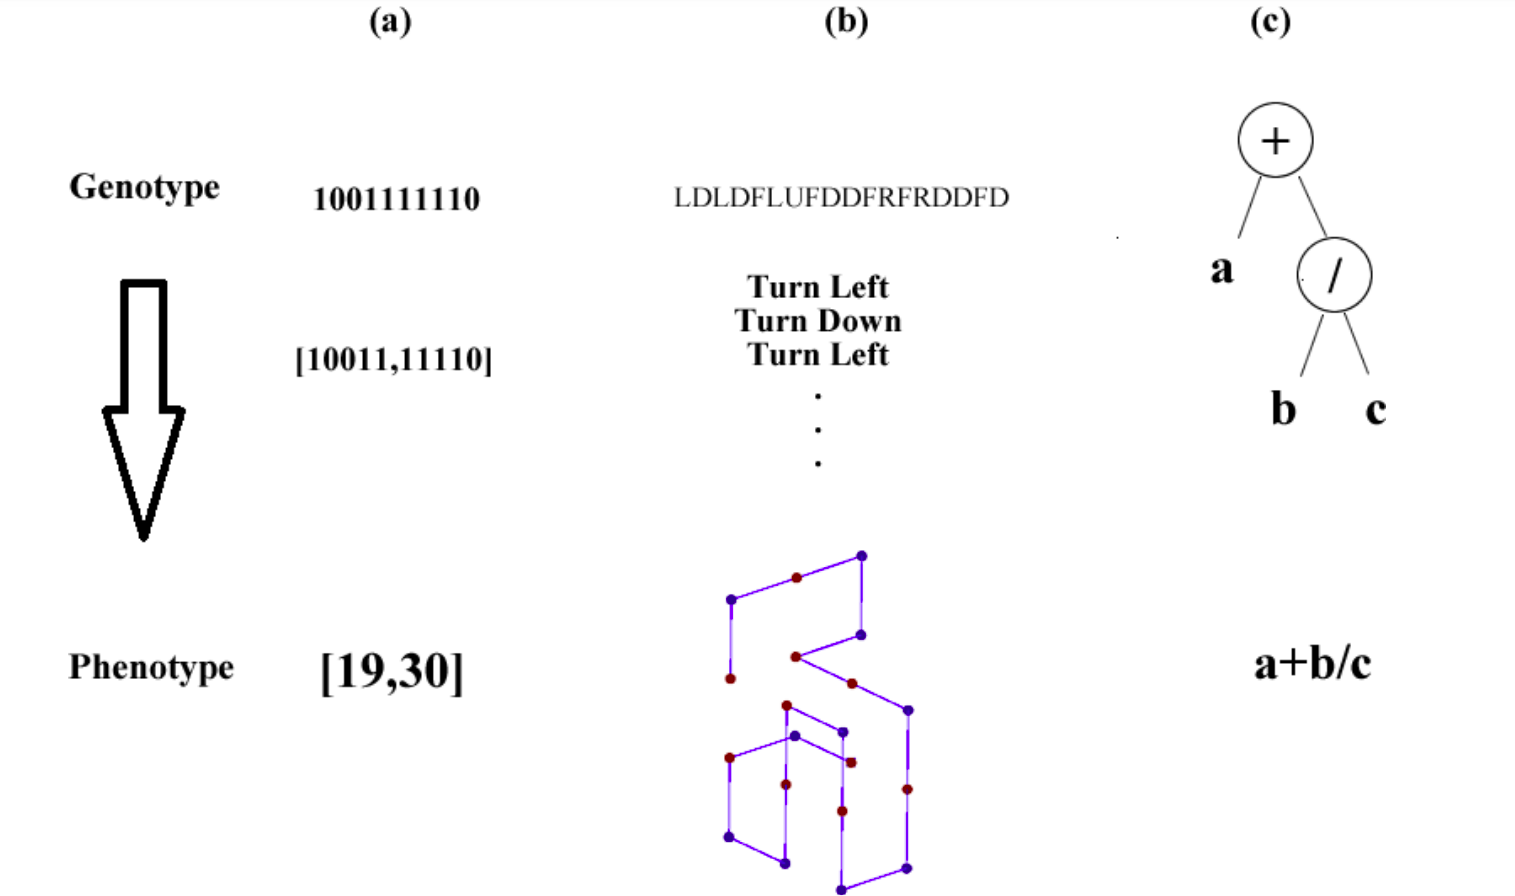 (a) (b) (c)
+
Genotype 1001111110 LDLDFLUFDDFRFRDDFD
a /
Turn Left
Turn Down
Turn Left
[10011,11110]
b c
Phenotype [19,30] a+b/c